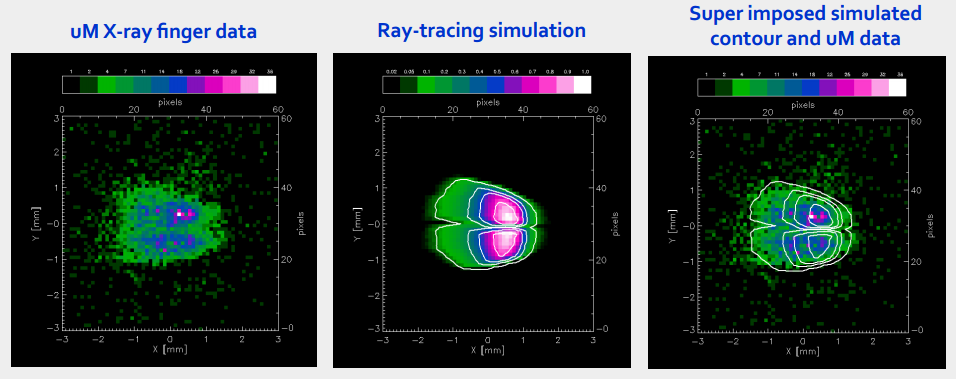 uM X-ray finger data
1 2 4 7 11 14 18 23 25 29 32 36
pixels
0 20 40 60
3 2 1 -0 -1 -2 -3
Y [mm]
60 40 20 -0
pixels
-3 -2 -1 0 1 2 3
X [mm]
Ray-tracing simulation
0.02 0.05 0.1 0.2 0.3 0.4 0.5 0.6 0.7 0.8 0.9 1.0
pixels
0 20 40 60
3 2 1 -0 -1 -2 -3
Y [mm]
60 40 20 -0
pixels
-3 -2 -1 0 1 2 3
X [mm]
Super imposed simulated
contour and uM data
1 2 4 7 11 14 18 23 25 29 32 36
pixels
0 20 40 60
3 2 1 -0 -1 -2 -3
Y [mm]
60 40 20 -0
pixels
-3 -2 -1 0 1 2 3
X [mm]